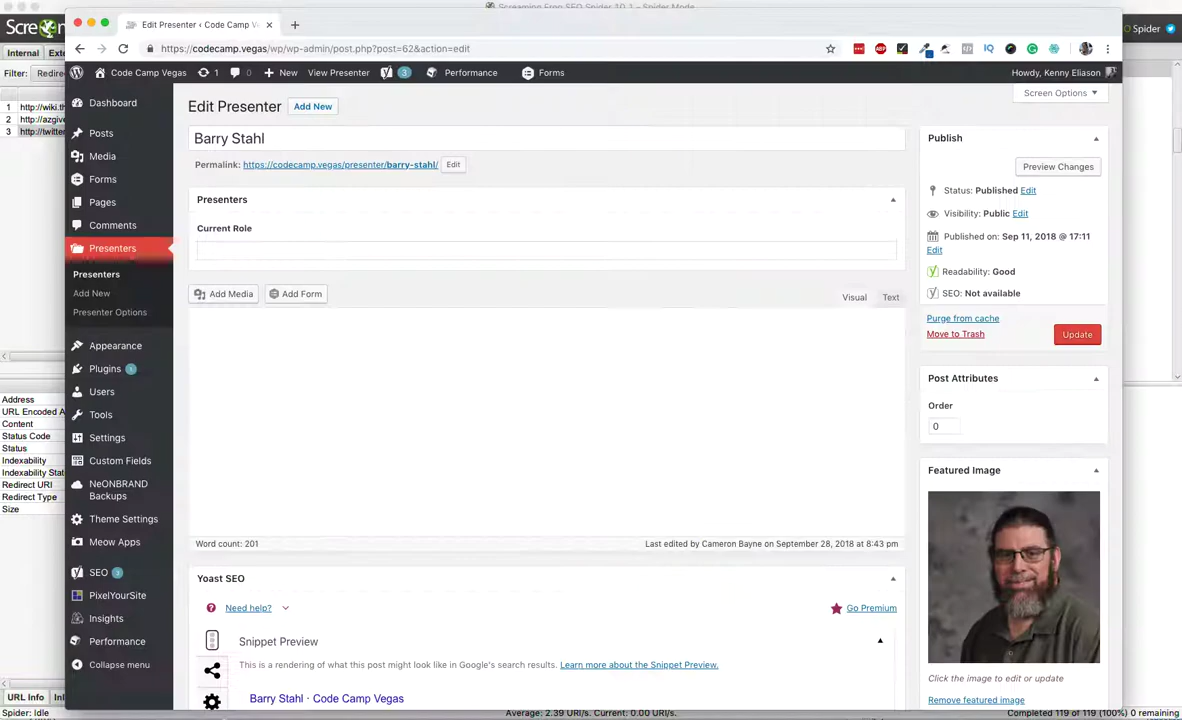 Screaming Frog SEO Spider 10.1 - Spider Mode
Edit Presenter ‹ Code Camp V
https://codecamp.vegas/wp/wp-admin/post.php?post=62&action=edit
Code Camp Vegas
1
0
New
View Presenter
3
Performance
Forms
Howdy, Kenny Eliason
Spider
Internal
Filter:
1 http://wiki.th
2 http://azgive
3 http://twitter
Dashboard
Posts
Media
Forms
Pages
Comments
Presenters
Presenters
Add New
Presenter Options
Appearance
Plugins 1
Users
Tools
Settings
Custom Fields
NeONBRAND
Backups
Theme Settings
Meow Apps
SEO 3
PixelYourSite
Insights
Performance
Collapse menu
Edit Presenter
Add New
Screen Options
Barry Stahl
Permalink: https://codecamp.vegas/presenter/barry-stahl/
Edit
Presenters
Current Role
Add Media
Add Form
Visual
Text
Word count: 201
Last edited by Cameron Bayne on September 28, 2018 at 8:43 pm
Yoast SEO
Need help?
Go Premium
Snippet Preview
This is a rendering of what this post might look like in Google's search results. Learn more about the Snippet Preview.
Barry Stahl - Code Camp Vegas
Publish
Preview Changes
Status: Published Edit
Visibility: Public Edit
Published on: Sep 11, 2018 @ 17:11
Edit
Readability: Good
SEO: Not available
Purge from cache
Move to Trash
Update
Post Attributes
Order
0
Featured Image
Click the image to edit or update
Remove featured image
Address
URL Encoded A
Content
Status Code
Status
Indexability
Indexability Stat
Redirect URI
Redirect Type
Size
URL Info
Spider: Idle
Average: 2.39 URI/s. Current: 0.00 URI/s.
Completed 119 of 119 (100%) 0 remaining